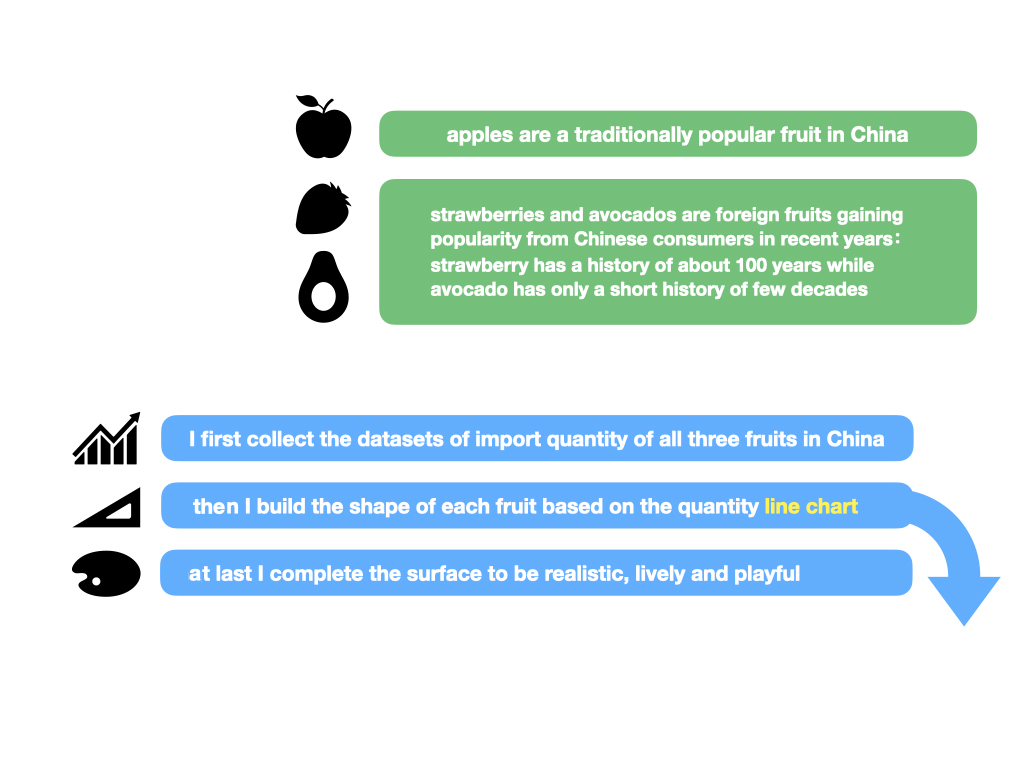 apples are a traditionally popular fruit in China
strawberries and avocados are foreign fruits gaining
popularity from Chinese consumers in recent years：
strawberry has a history of about 100 years while
avocado has only a short history of few decades
I first collect the datasets of import quantity of all three fruits in China
then I build the shape of each fruit based on the quantity line chart
at last I complete the surface to be realistic, lively and playful